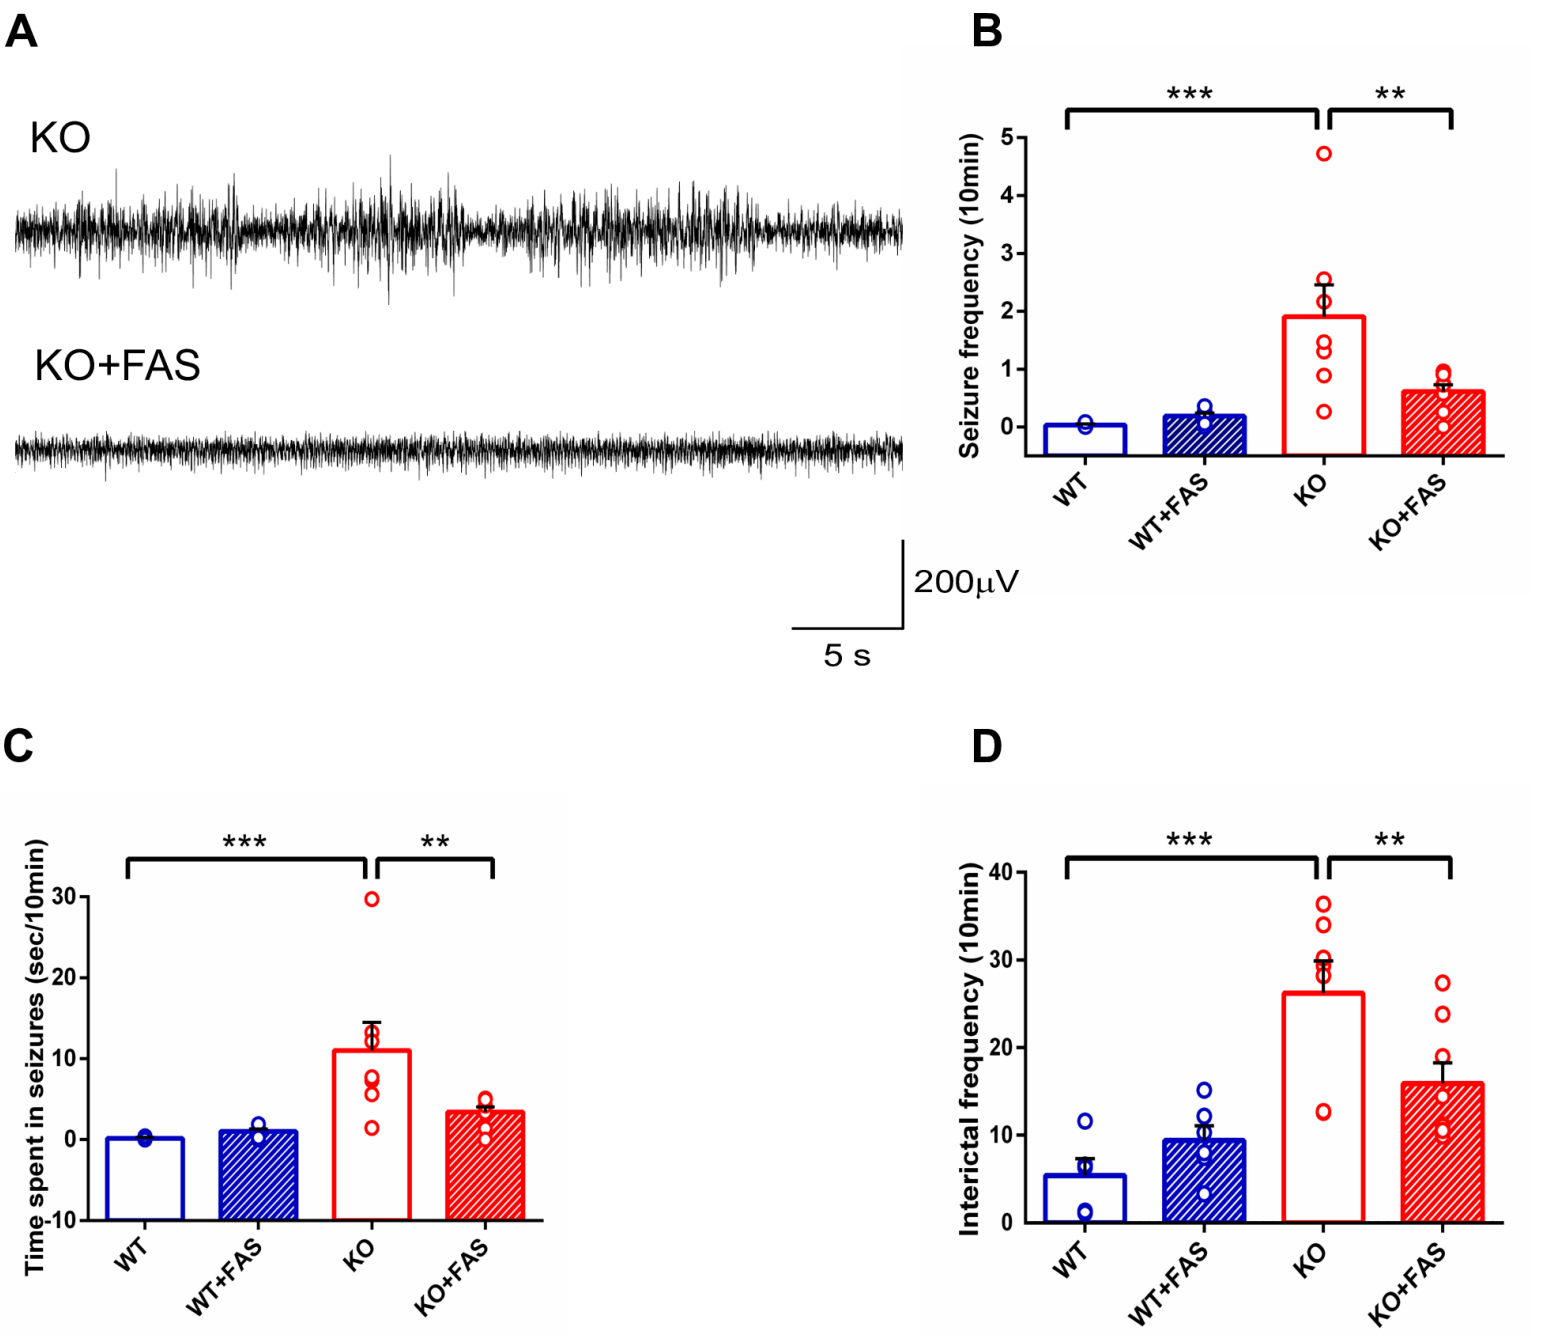 A
KO
KO+FAS
200μV
5 s
B
***
**
Seizure frequency (10min)
5
4
3
2
1
0
WT
WT+FAS
KO
KO+FAS
C
***
**
Time spent in seizures (sec/10min)
30
20
10
0
-10
WT
WT+FAS
KO
KO+FAS
D
***
**
Interictal frequency (10min)
40
30
20
10
0
WT
WT+FAS
KO
KO+FAS